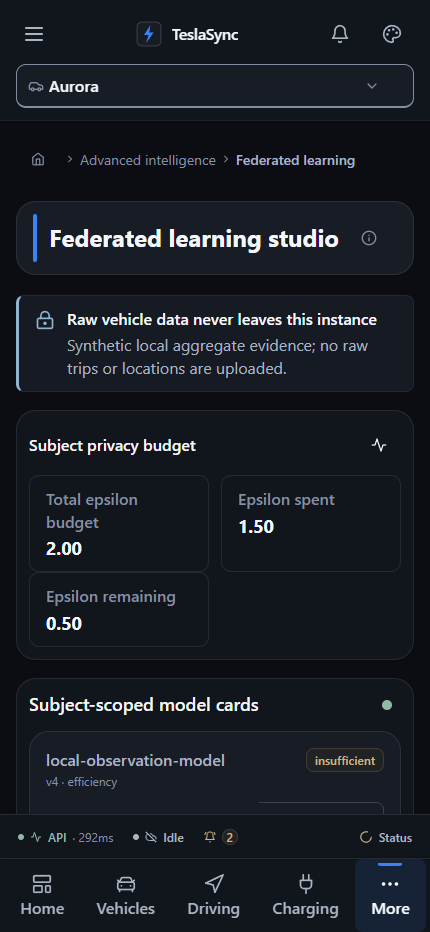 TeslaSync
Aurora
Advanced intelligence
Federated learning
Federated learning studio
Raw vehicle data never leaves this instance
Synthetic local aggregate evidence; no raw
trips or locations are uploaded.
Subject privacy budget
Total epsilon
budget
2.00
Epsilon spent
1.50
Epsilon remaining
0.50
Subject-scoped model cards
local-observation-model
insufficient
v4 · efficiency
API · 292ms
Idle
2
Status
Home
Vehicles
Driving
Charging
More